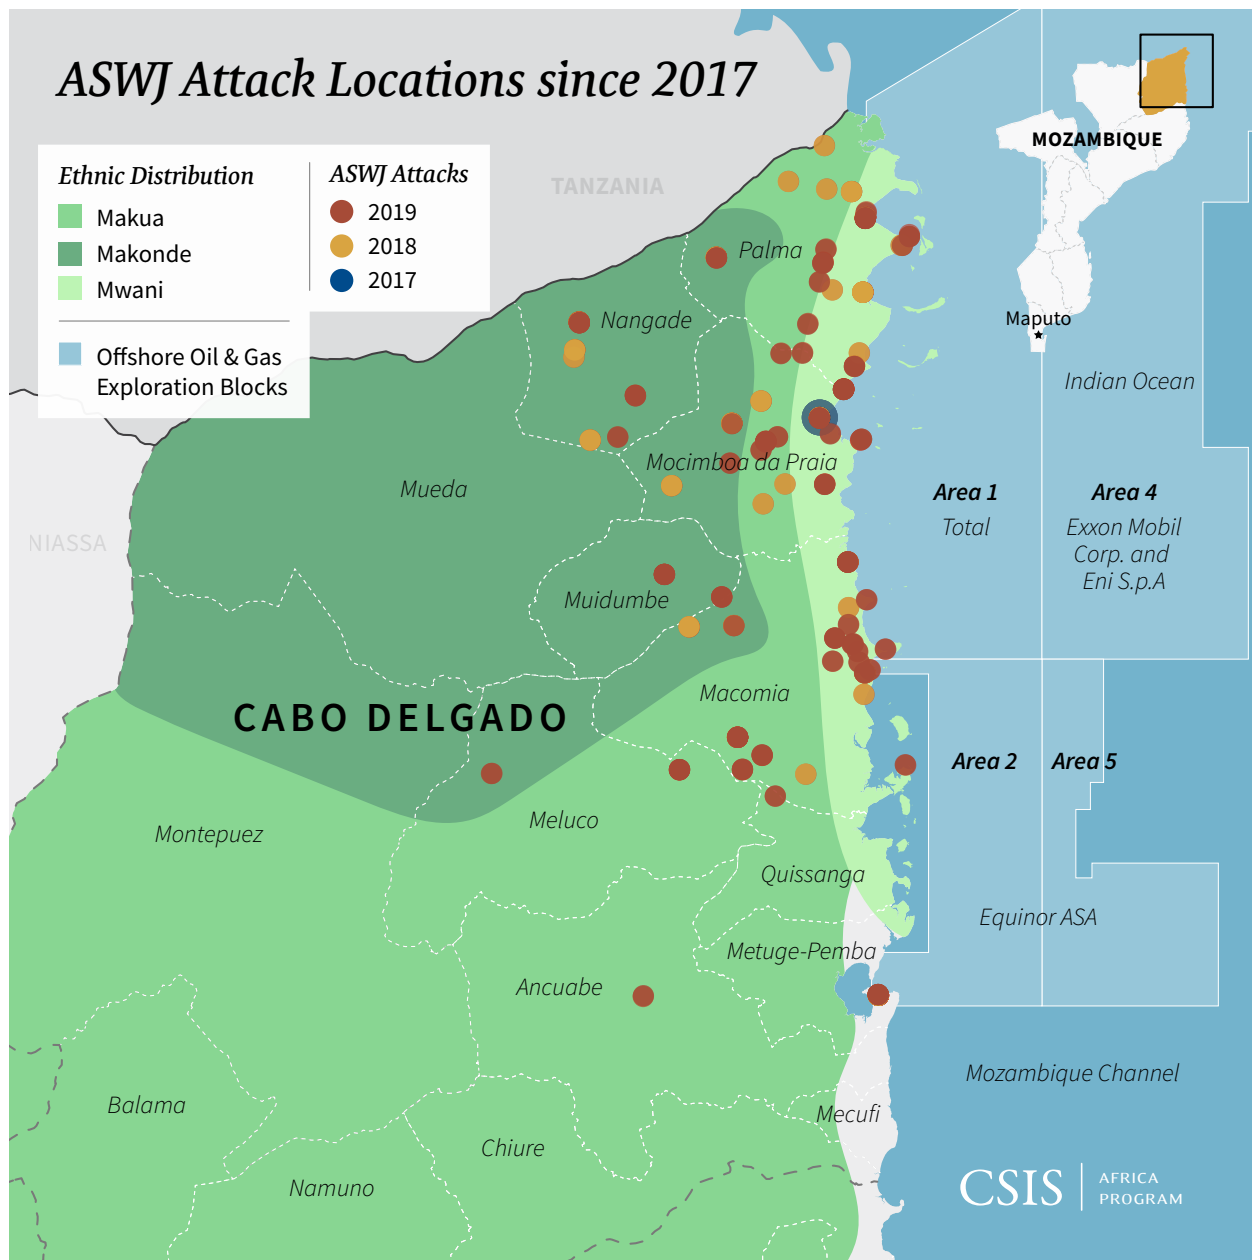 ASWJ Attack Locations since 2017
Ethnic Distribution
Makua
Makonde
Mwani
Offshore Oil & Gas
Exploration Blocks
ASWJ Attacks
2019
2018
2017
TANZANIA
NIASSA
MOZAMBIQUE
Maputo
Indian Ocean
Palma
Nangade
Mocimboa da Praia
Mueda
Muidumbe
Macomia
CABO DELGADO
Montepuez
Meluco
Quissanga
Metuge-Pemba
Ancuabe
Balama
Mecufi
Chiure
Namuno
Area 1
Total
Area 4
Exxon Mobil
Corp. and
Eni S.p.A
Area 2
Area 5
Equinor ASA
Mozambique Channel
CSIS
AFRICA
PROGRAM